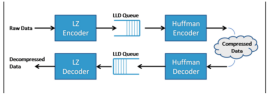 LLD Queue
Raw Data
LZ
Encoder
Huffman
Encoder
Compressed
Data
Decompressed
Data
LLD Queue
LZ
Decoder
Huffman
Decoder